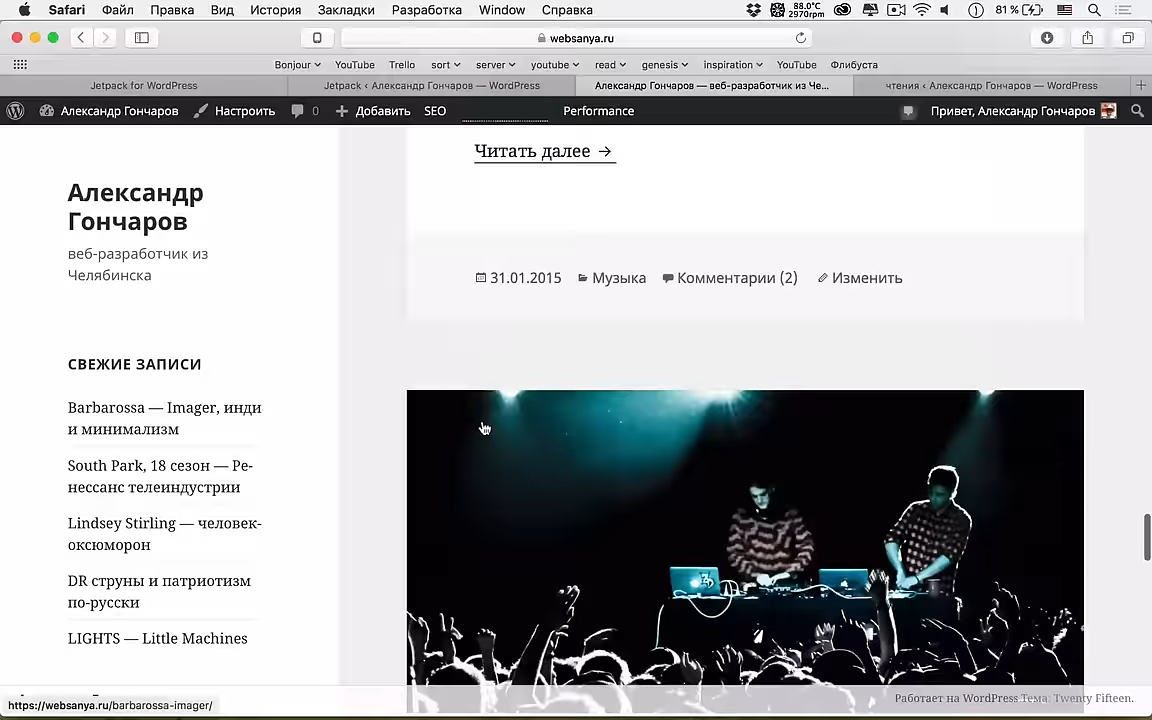 Safari Файл Правка Вид История Закладки Разработка Window Справка 88.0°C 2970rpm 81 %
websanya.ru
Bonjour YouTube Trello sort server youtube read genesis inspiration YouTube Флибуста
Jetpack for WordPress Jetpack ‹ Александр Гончаров — WordPress Александр Гончаров — веб-разработчик из Че... чтения ‹ Александр Гончаров — WordPress
Александр Гончаров Настроить 0 Добавить SEO Performance Привет, Александр Гончаров
Читать далее →
Александр
Гончаров
веб-разработчик из
Челябинска
31.01.2015 Музыка Комментарии (2) Изменить
СВЕЖИЕ ЗАПИСИ
Barbarossa — Imager, инди
и минимализм
South Park, 18 сезон — Ре-
нессанс телеиндустрии
Lindsey Stirling — человек-
оксюморон
DR струны и патриотизм
по-русски
LIGHTS — Little Machines
Работает на WordPress Тема: Twenty Fifteen.
https://websanya.ru/barbarossa-imager/